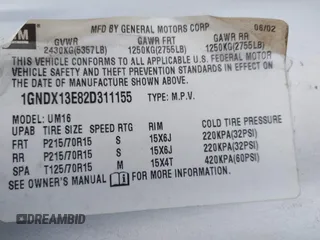 GM
MFD BY GENERAL MOTORS CORP 06/02
GVWR GAWR FRT GAWR RR
2430KG(5357LB) 1250KG(2755LB) 1250KG(2755LB)
THIS VEHICLE CONFORMS TO ALL APPLICABLE U.S. FEDERAL
MOTOR VEHICLE SAFETY, BUMPER, AND THEFT PREVENTION
STANDARDS IN EFFECT ON
THE DATE OF MANUFACTURE SHOWN ABOVE.
1GNDX13E82D311155 TYPE: M.P.V.
MODEL: UM16
UPAB TIRE SIZE SPEED RTG RIM COLD TIRE PRESSURE
FRT P215/70R15 S 15X6J 220KPA(32PSI)
RR P215/70R15 S 15X6J 220KPA(32PSI)
SPA T125/70R15 M 15X4T 420KPA(60PSI)
SEE OWNER'S MANUAL FOR ADDITIONAL INFORMATION
DREAMBID